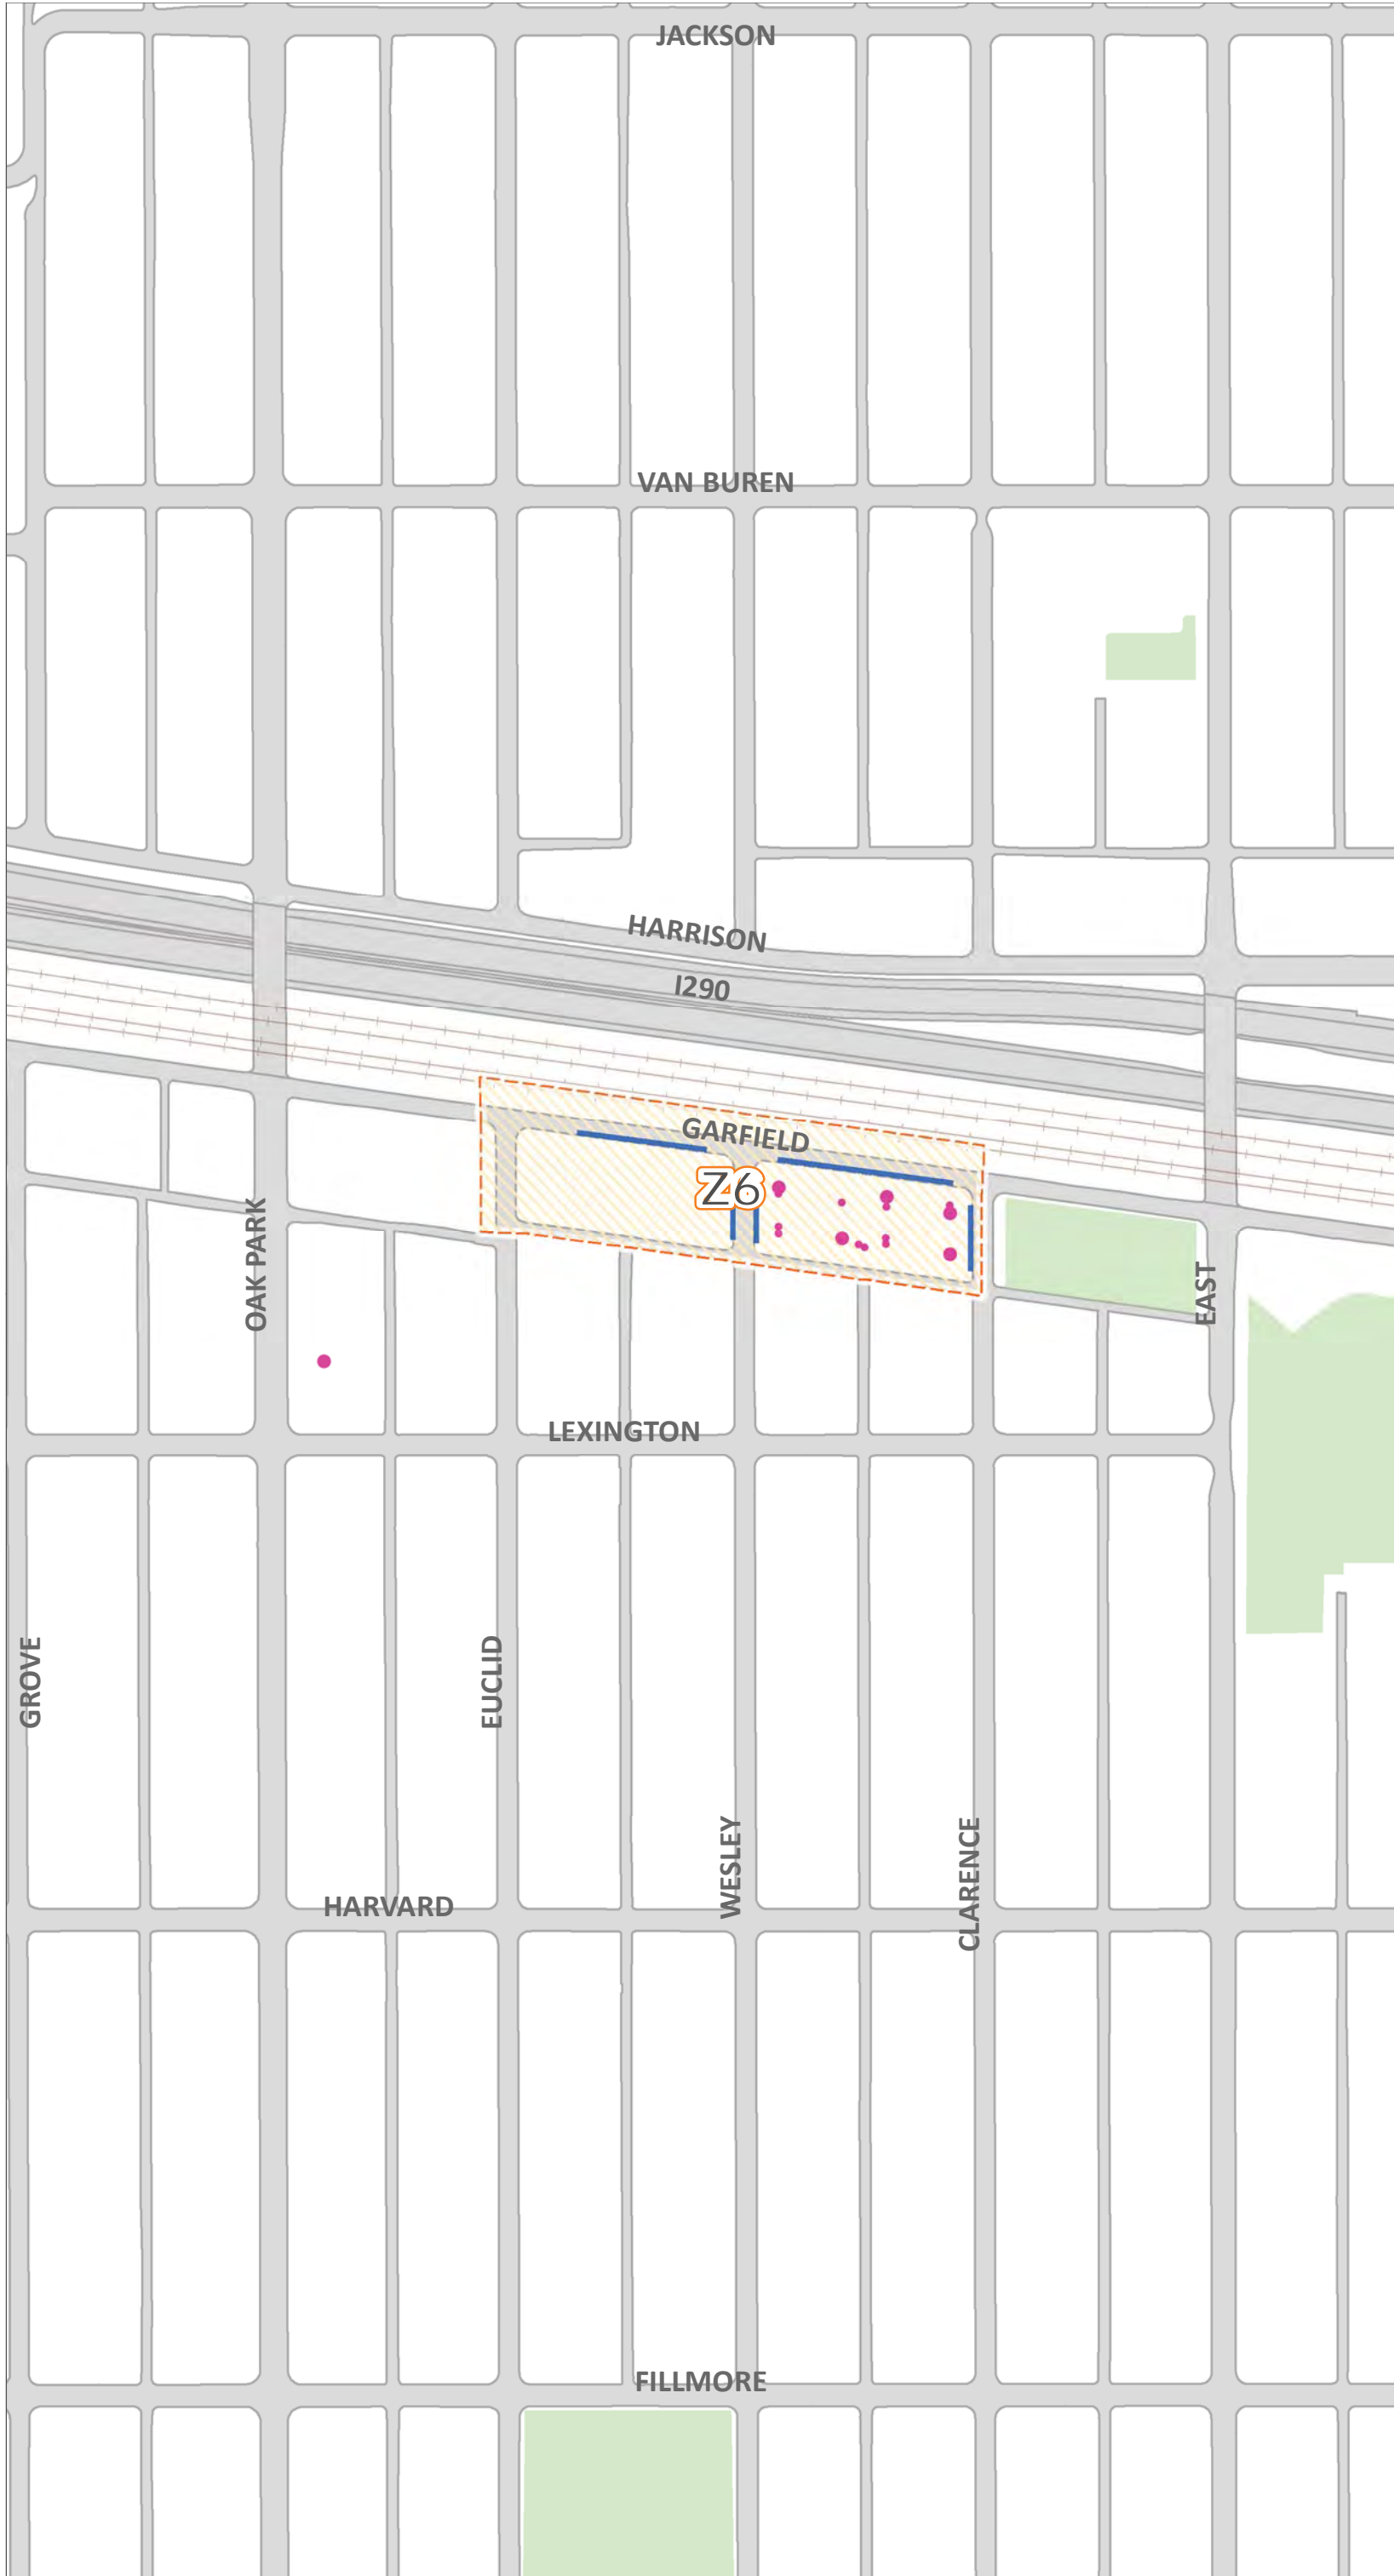 JACKSON
VAN BUREN
HARRISON
I290
GARFIELD
Z6
OAK PARK
EAST
LEXINGTON
GROVE
EUCLID
WESLEY
CLARENCE
HARVARD
FILLMORE